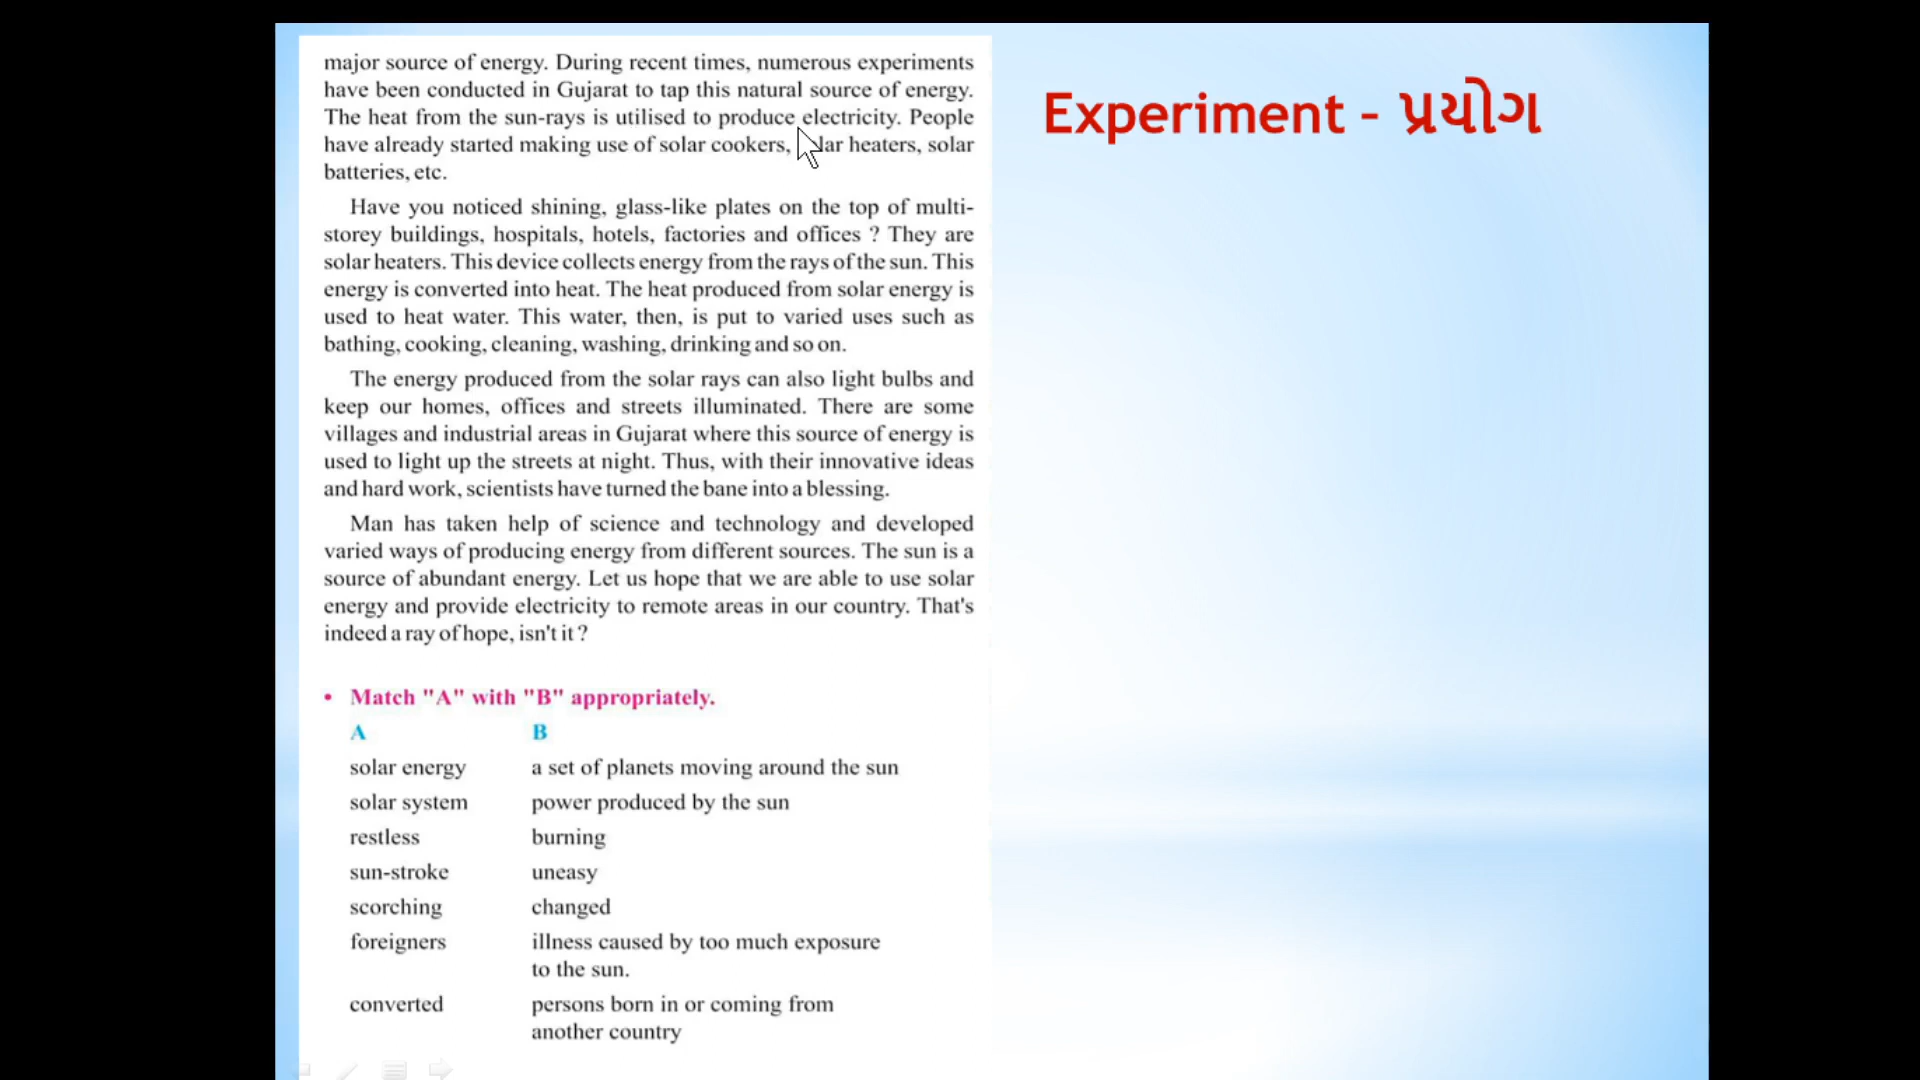 major source of energy. During recent times, numerous experiments
have been conducted in Gujarat to tap this natural source of energy.
The heat from the sun-rays is utilised to produce electricity. People
have already started making use of solar cookers, lar heaters, solar
batteries, etc.
Have you noticed shining, glass-like plates on the top of multi-
storey buildings, hospitals, hotels, factories and offices ? They are
solar heaters. This device collects energy from the rays of the sun. This
energy is converted into heat. The heat produced from solar energy is
used to heat water. This water, then, is put to varied uses such as
bathing, cooking, cleaning, washing, drinking and so on.
The energy produced from the solar rays can also light bulbs and
keep our homes, offices and streets illuminated. There are some
villages and industrial areas in Gujarat where this source of energy is
used to light up the streets at night. Thus, with their innovative ideas
and hard work, scientists have turned the bane into a blessing.
Man has taken help of science and technology and developed
varied ways of producing energy from different sources. The sun is a
source of abundant energy. Let us hope that we are able to use solar
energy and provide electricity to remote areas in our country. That's
indeed a ray of hope, isn't it ?
• Match "A" with "B" appropriately.
A B
solar energy a set of planets moving around the sun
solar system power produced by the sun
restless burning
sun-stroke uneasy
scorching changed
foreigners illness caused by too much exposure
to the sun.
converted persons born in or coming from
another country
Experiment - પ્રયોગ